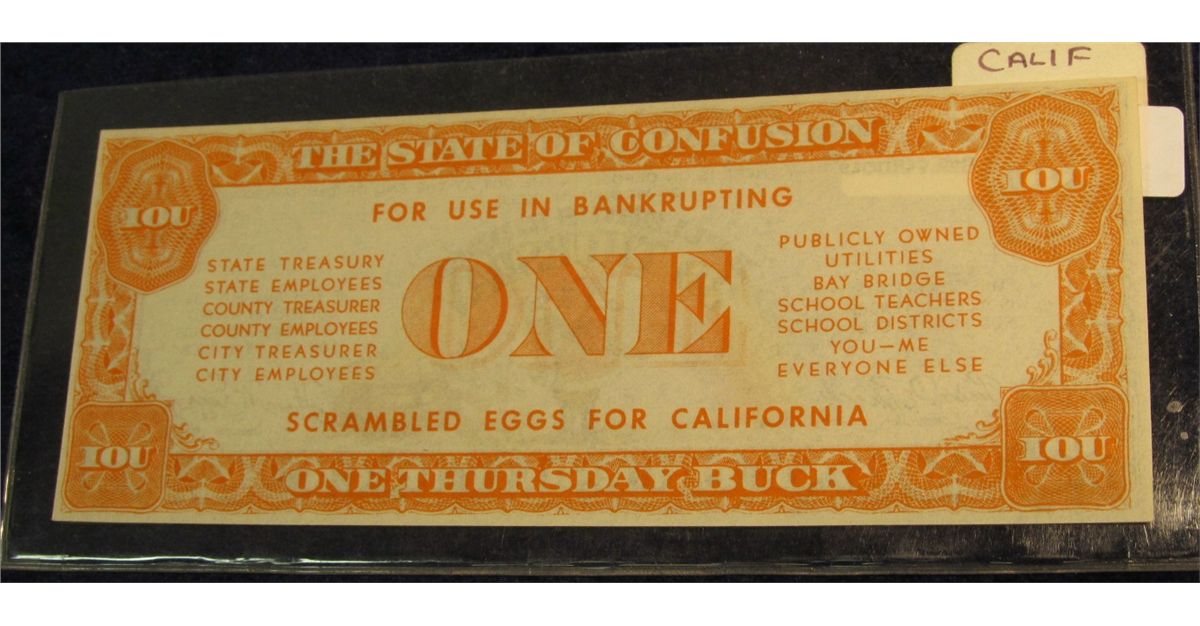 CALIF
THE STATE OF CONFUSION
IOU
IOU
FOR USE IN BANKRUPTING
STATE TREASURY
STATE EMPLOYEES
COUNTY TREASURER
COUNTY EMPLOYEES
CITY TREASURER
CITY EMPLOYEES
ONE
PUBLICLY OWNED
UTILITIES
BAY BRIDGE
SCHOOL TEACHERS
SCHOOL DISTRICTS
YOU—ME
EVERYONE ELSE
SCRAMBLED EGGS FOR CALIFORNIA
IOU
IOU
ONE THURSDAY BUCK